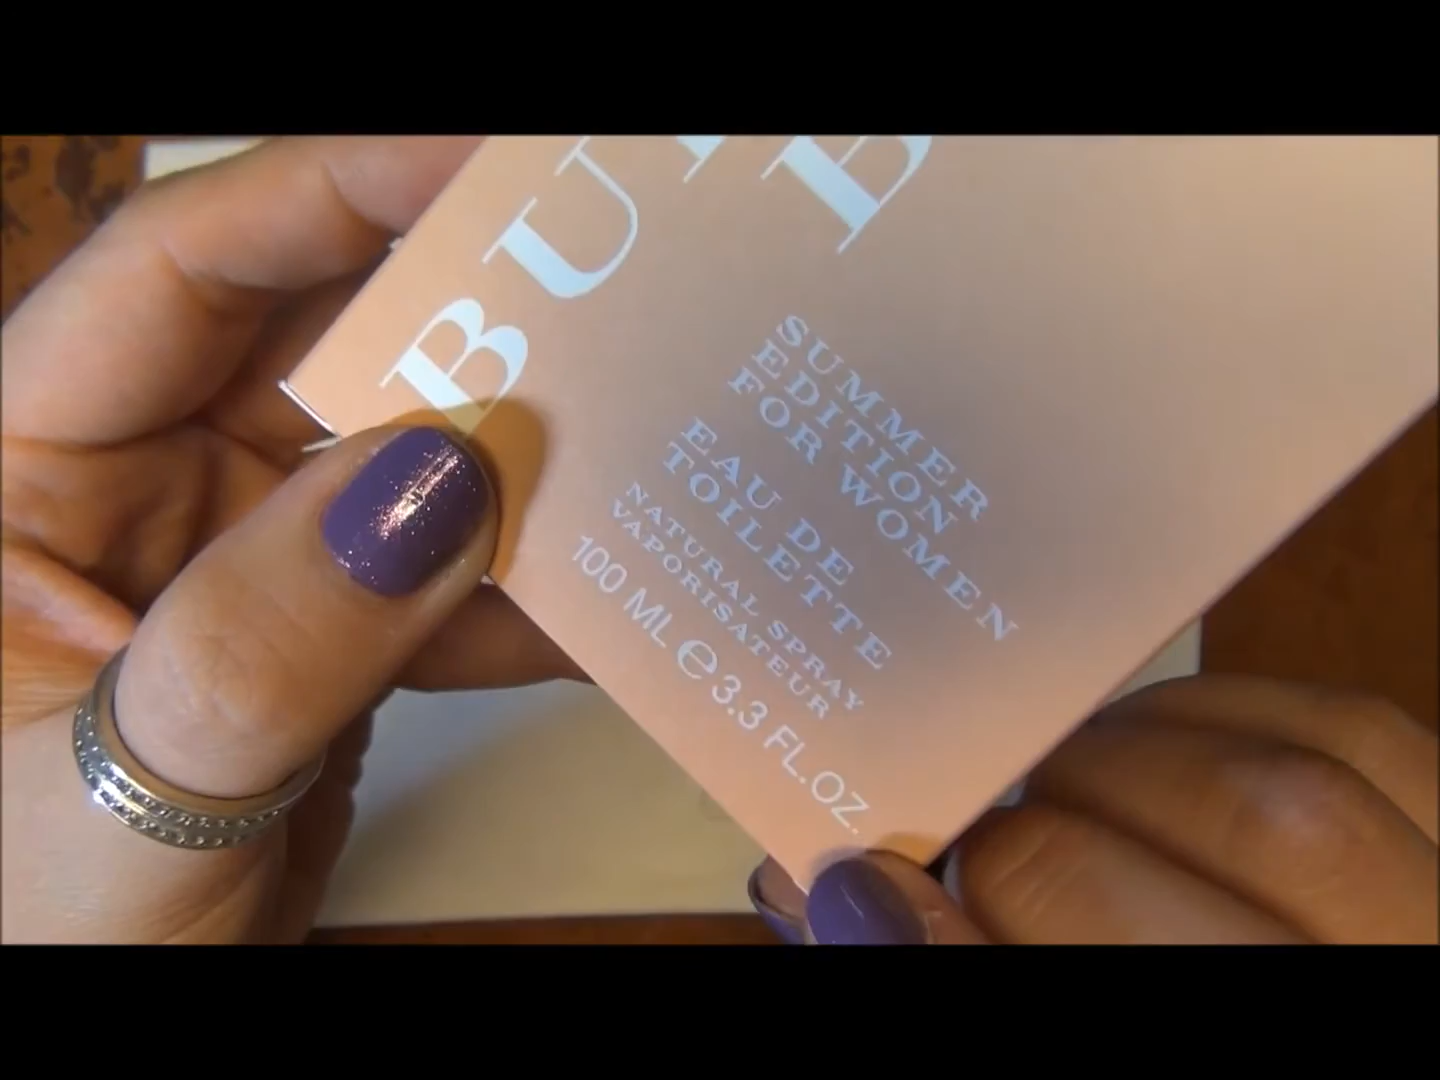 BU
SUMMER
EDITION
FOR WOMEN
EAU DE
TOILETTE
NATURAL SPRAY
VAPORISATEUR
100 ML ℮ 3.3 FL.OZ.